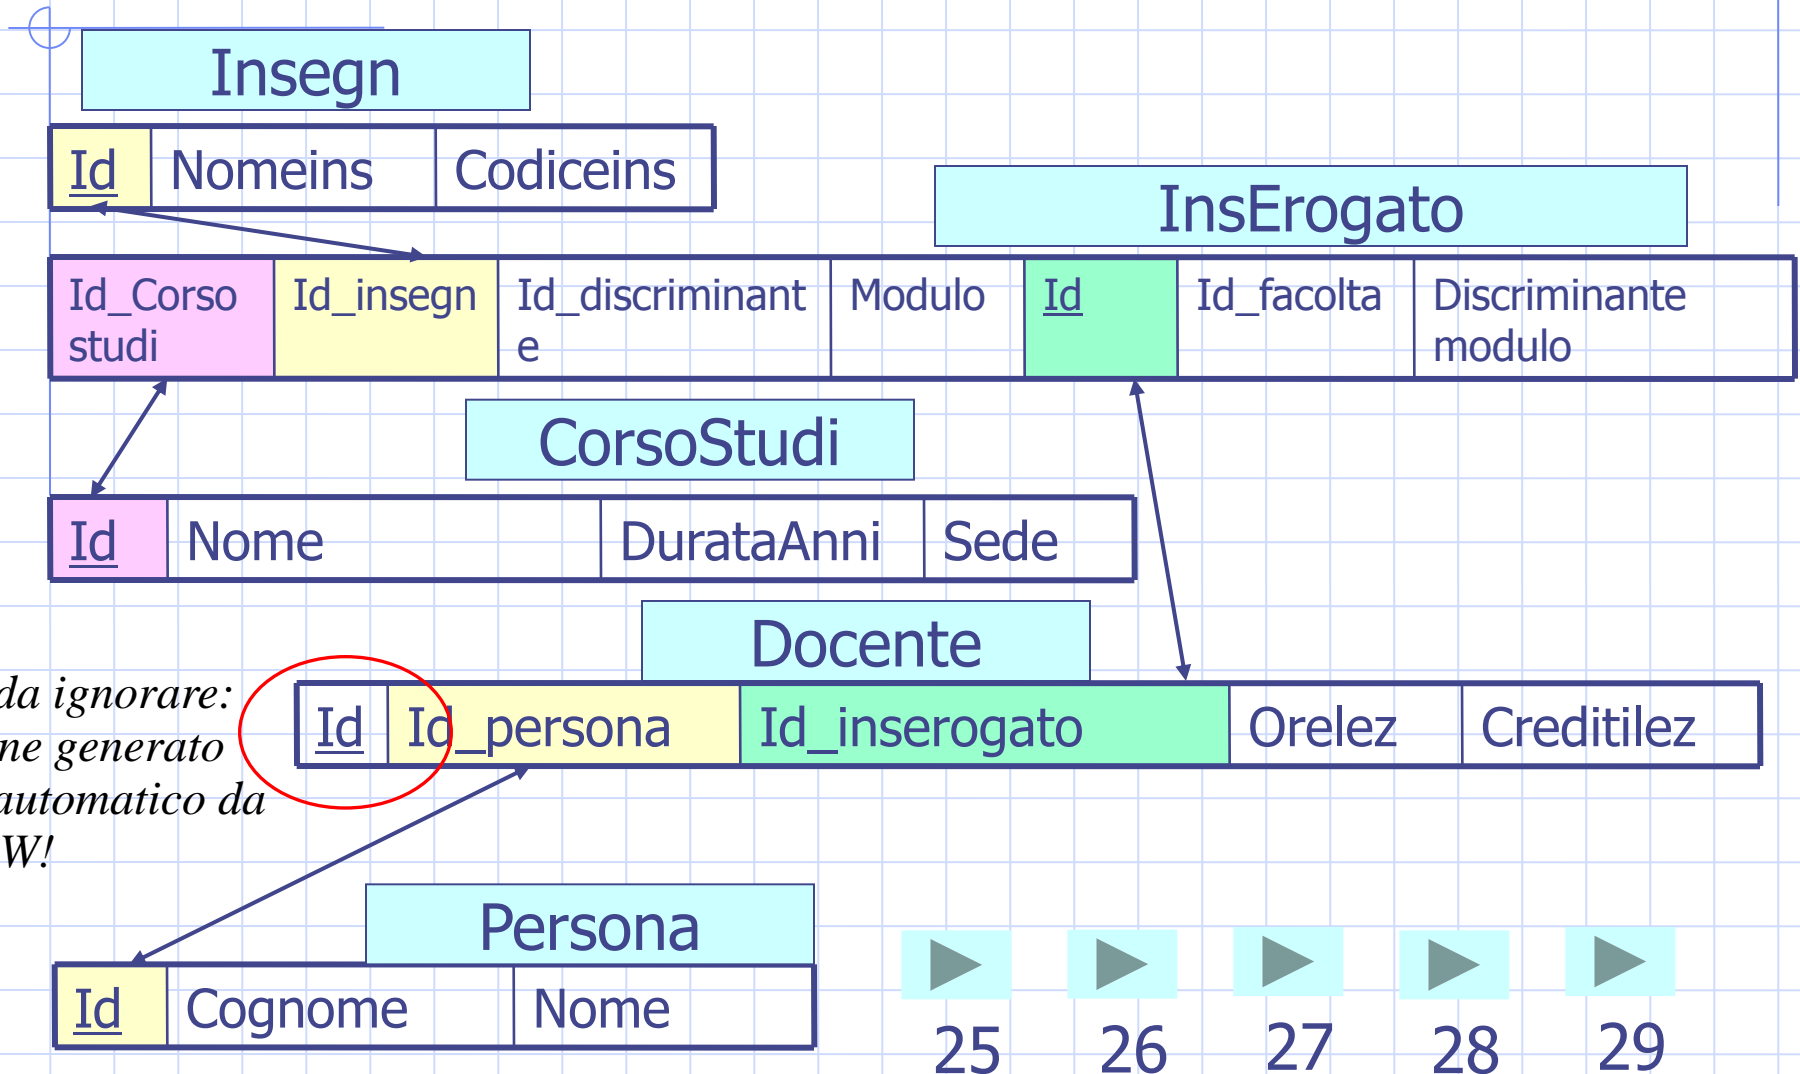 Insegn
Id Nomeins Codiceins
InsErogato
Id_Corso Id_insegn Id_discriminant Modulo Id Id_facolta Discriminante
studi e modulo
CorsoStudi
Id Nome DurataAnni Sede
Docente
da ignorare:
Id Id_persona Id_inserogato Orelez Creditilez
ne generato
automatico da
W!
Persona
Id Cognome Nome
25 26 27 28 29